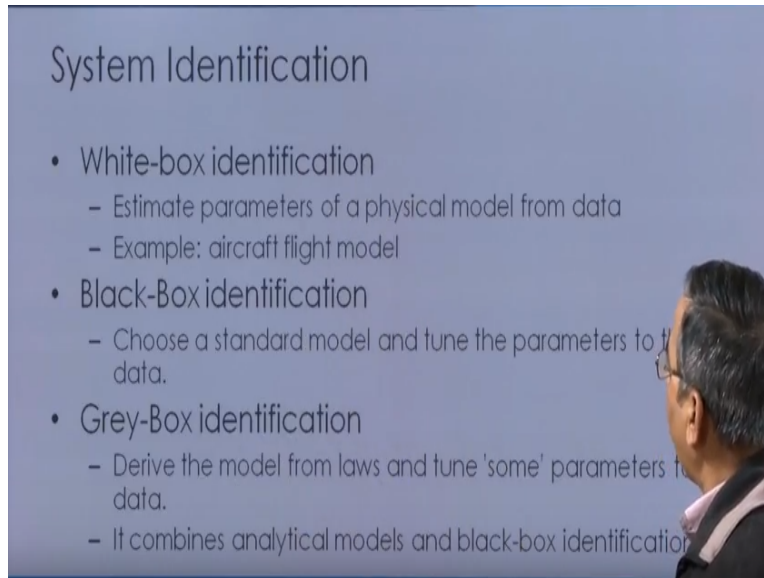 System Identification
• White-box identification
– Estimate parameters of a physical model from data
– Example: aircraft flight model
• Black-Box identification
– Choose a standard model and tune the parameters to
data.
• Grey-Box identification
– Derive the model from laws and tune 'some' parameters
data.
– It combines analytical models and black-box identification